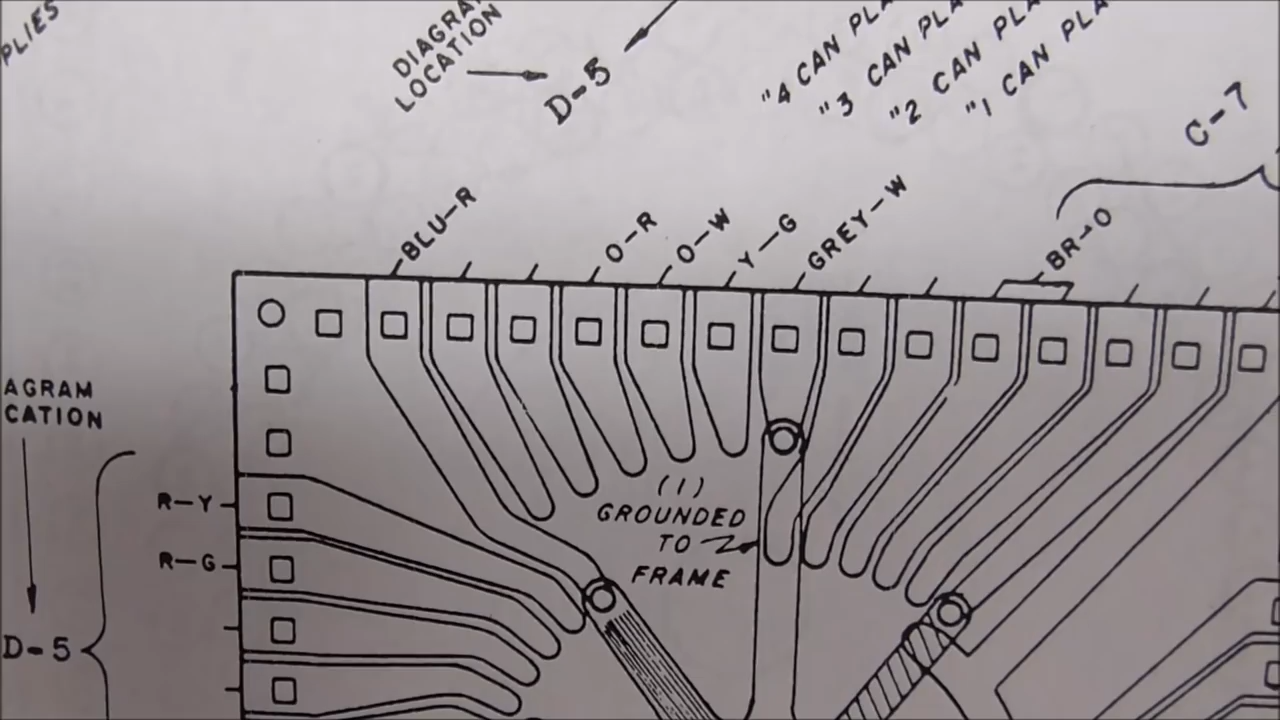 PLIES
DIAGRAM
LOCATION
D-5
"4 CAN PLA
"3 CAN PLA
"2 CAN PLA
"1 CAN PLA
C-7
BLU-R
O-R
O-W
Y-G
GREY-W
BR-O
AGRAM
CATION
D-5
R-Y
R-G
(1)
GROUNDED
TO
FRAME